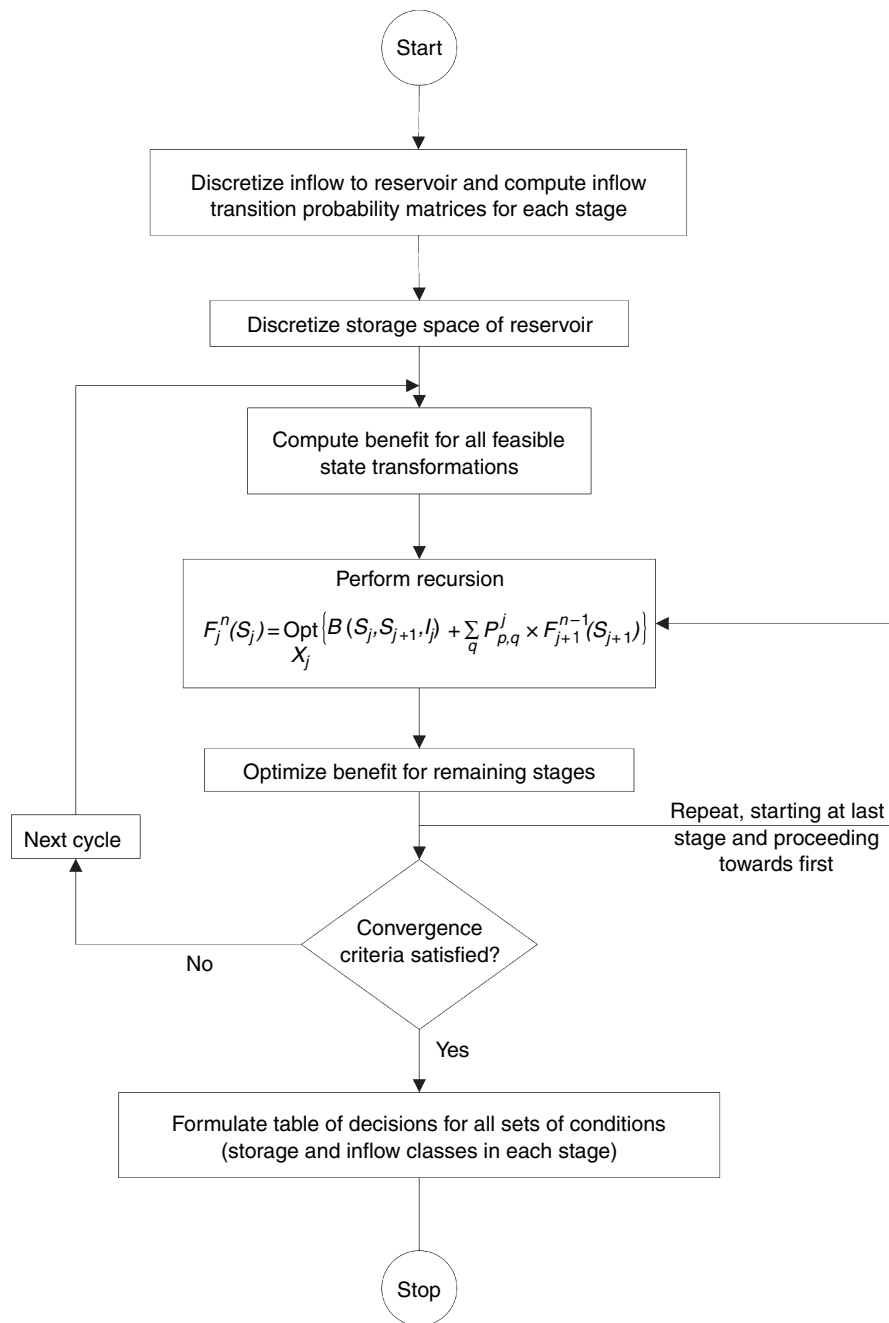 Start
Discretize inflow to reservoir and compute inflow
transition probability matrices for each stage
Discretize storage space of reservoir
Compute benefit for all feasible
state transformations
Perform recursion
F_j^n(S_j) = Opt_{X_j} {B(S_j,S_{j+1},I_j) + ∑_q P_{p,q}^j × F_{j+1}^{n−1}(S_{j+1})}
Optimize benefit for remaining stages
Repeat, starting at last
stage and proceeding
towards first
Next cycle
Convergence
criteria satisfied?
No
Yes
Formulate table of decisions for all sets of conditions
(storage and inflow classes in each stage)
Stop